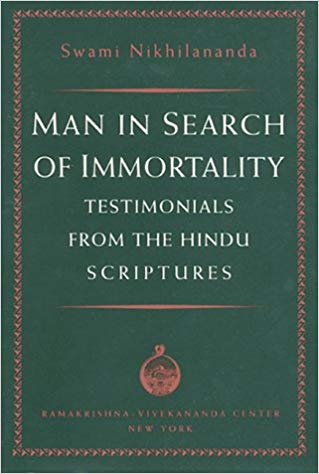 Swami Nikhilananda
MAN IN SEARCH
OF IMMORTALITY
TESTIMONIALS
FROM THE HINDU
SCRIPTURES
RAMAKRISHNA-VIVEKANANDA CENTER
NEW YORK